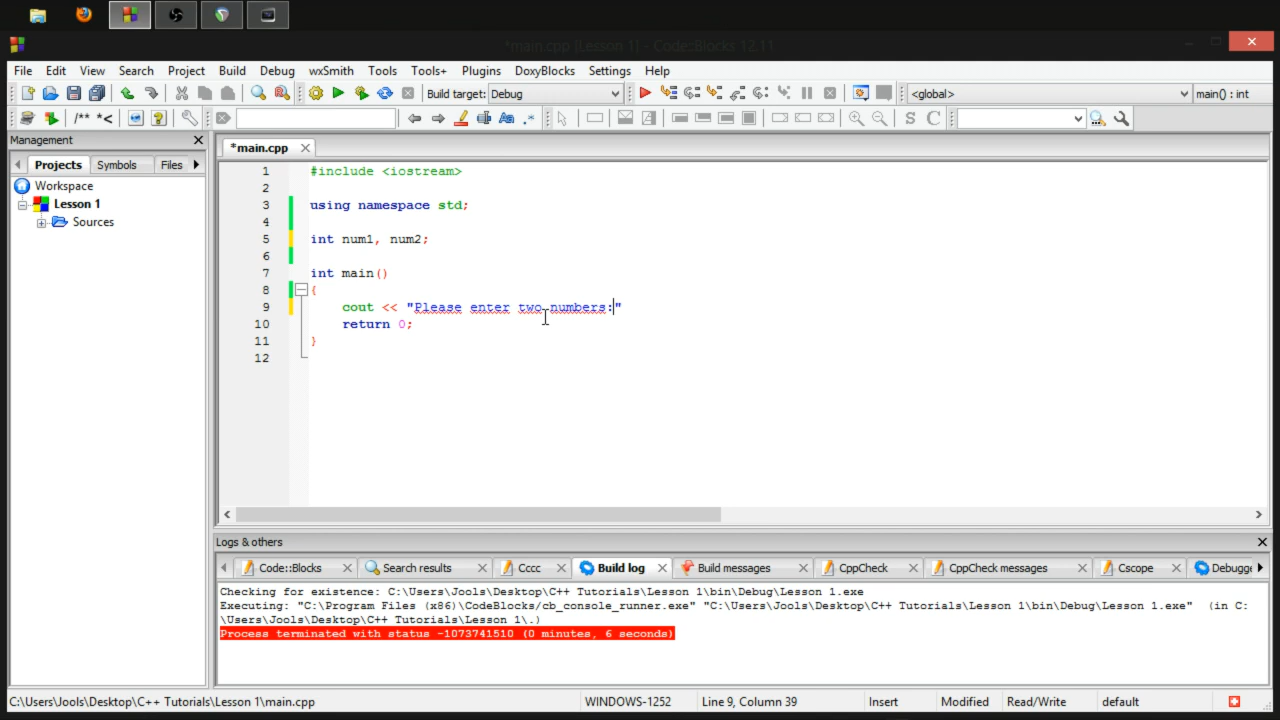 *main.cpp [Lesson 1] - Code::Blocks 12.11
File Edit View Search Project Build Debug wxSmith Tools Tools+ Plugins DoxyBlocks Settings Help
Build target: Debug <global> main() : int
/** *<
Management
*main.cpp
Projects Symbols Files
Workspace
Lesson 1
Sources
1 #include <iostream>
2
3 using namespace std;
4
5 int num1, num2;
6
7 int main()
8 {
9 cout << "Please enter two numbers:"
10 return 0;
11 }
12
Logs & others
Code::Blocks Search results Cccc Build log Build messages CppCheck CppCheck messages Cscope Debugge
Checking for existence: C:\Users\Jools\Desktop\C++ Tutorials\Lesson 1\bin\Debug\Lesson 1.exe
Executing: "C:\Program Files (x86)\CodeBlocks/cb_console_runner.exe" "C:\Users\Jools\Desktop\C++ Tutorials\Lesson 1\bin\Debug\Lesson 1.exe" (in C:
\Users\Jools\Desktop\C++ Tutorials\Lesson 1\.)
Process terminated with status -1073741510 (0 minutes, 6 seconds)
C:\Users\Jools\Desktop\C++ Tutorials\Lesson 1\main.cpp WINDOWS-1252 Line 9, Column 39 Insert Modified Read/Write default